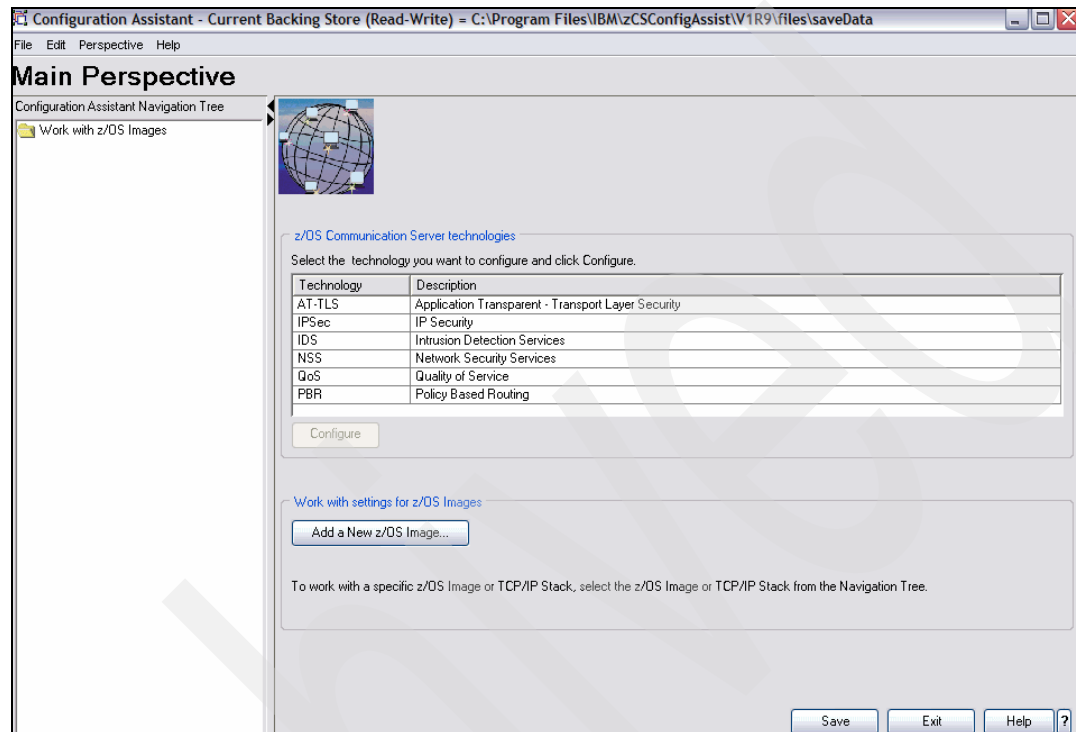 Configuration Assistant - Current Backing Store (Read-Write) = C:\Program Files\IBM\zCSConfigAssist\V1R9\files\saveData
File Edit Perspective Help
Main Perspective
Configuration Assistant Navigation Tree
Work with z/OS Images
z/OS Communication Server technologies
Select the technology you want to configure and click Configure.
Technology Description
AT-TLS Application Transparent - Transport Layer Security
IPSec IP Security
IDS Intrusion Detection Services
NSS Network Security Services
QoS Quality of Service
PBR Policy Based Routing
Configure
Work with settings for z/OS Images
Add a New z/OS Image...
To work with a specific z/OS Image or TCP/IP Stack, select the z/OS Image or TCP/IP Stack from the Navigation Tree.
Save Exit Help ?